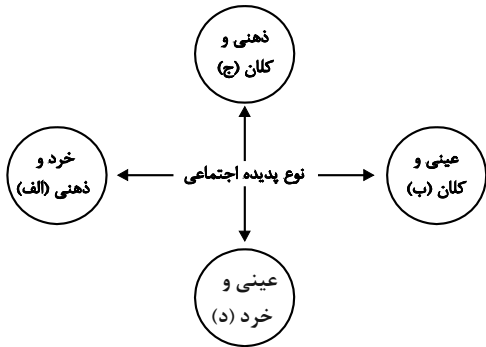 ذهنی و
کلان (ج)
عینی و
کلان (ب)
نوع پدیده اجتماعی
خرد و
ذهنی (الف)
عینی و
خرد (د)